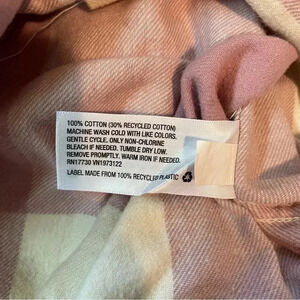 100% COTTON (30% RECYCLED COTTON)
MACHINE WASH COLD WITH LIKE COLORS.
GENTLE CYCLE. ONLY NON-CHLORINE
BLEACH IF NEEDED. TUMBLE DRY LOW.
REMOVE PROMPTLY. WARM IRON IF NEEDED.
RN17730 VN1973122
LABEL MADE FROM 100% RECYCLED PLASTIC